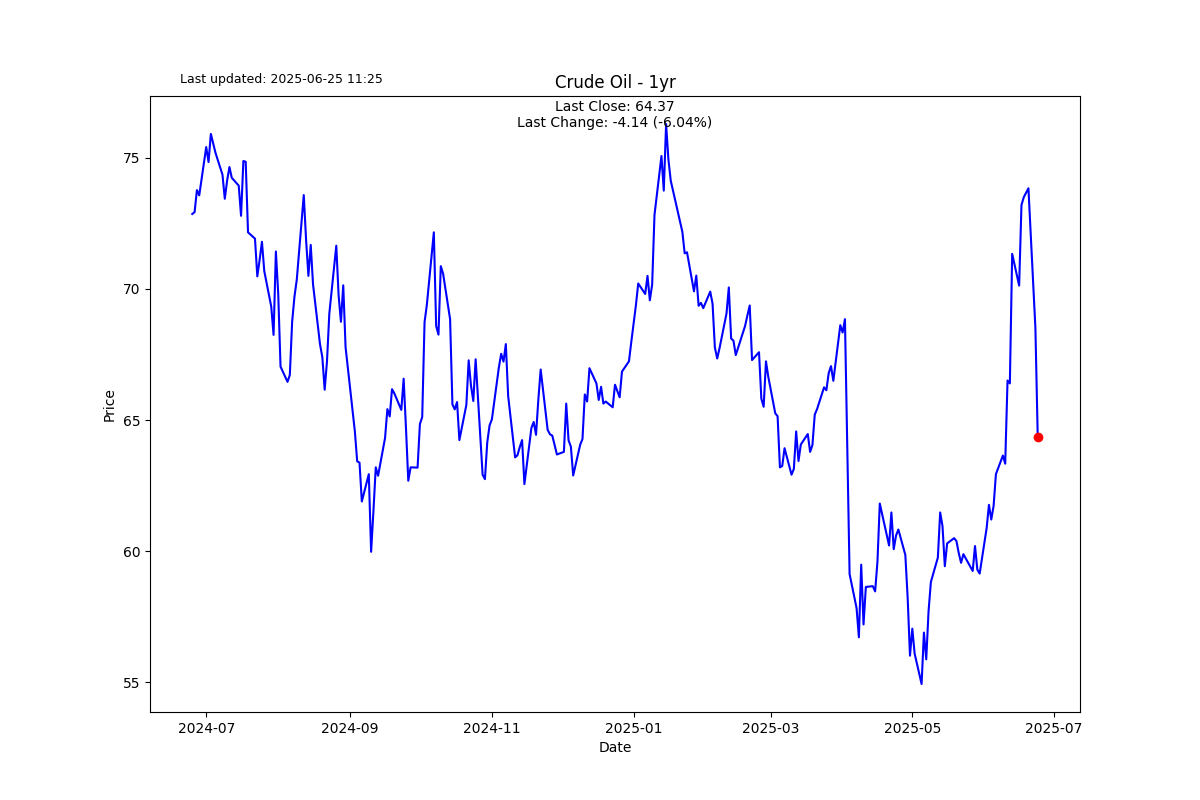 Last updated: 2025-06-25 11:25
Crude Oil - 1yr
Last Close: 64.37
Last Change: -4.14 (-6.04%)
Price
75
70
65
60
55
2024-07
2024-09
2024-11
2025-01
2025-03
2025-05
2025-07
Date